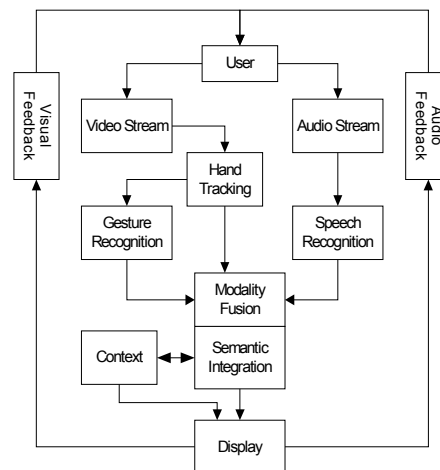 User
Visual
Feedback
Video Stream
Audio Stream
Audio
Feedback
Hand
Tracking
Gesture
Recognition
Speech
Recognition
Modality
Fusion
Context
Semantic
Integration
Display